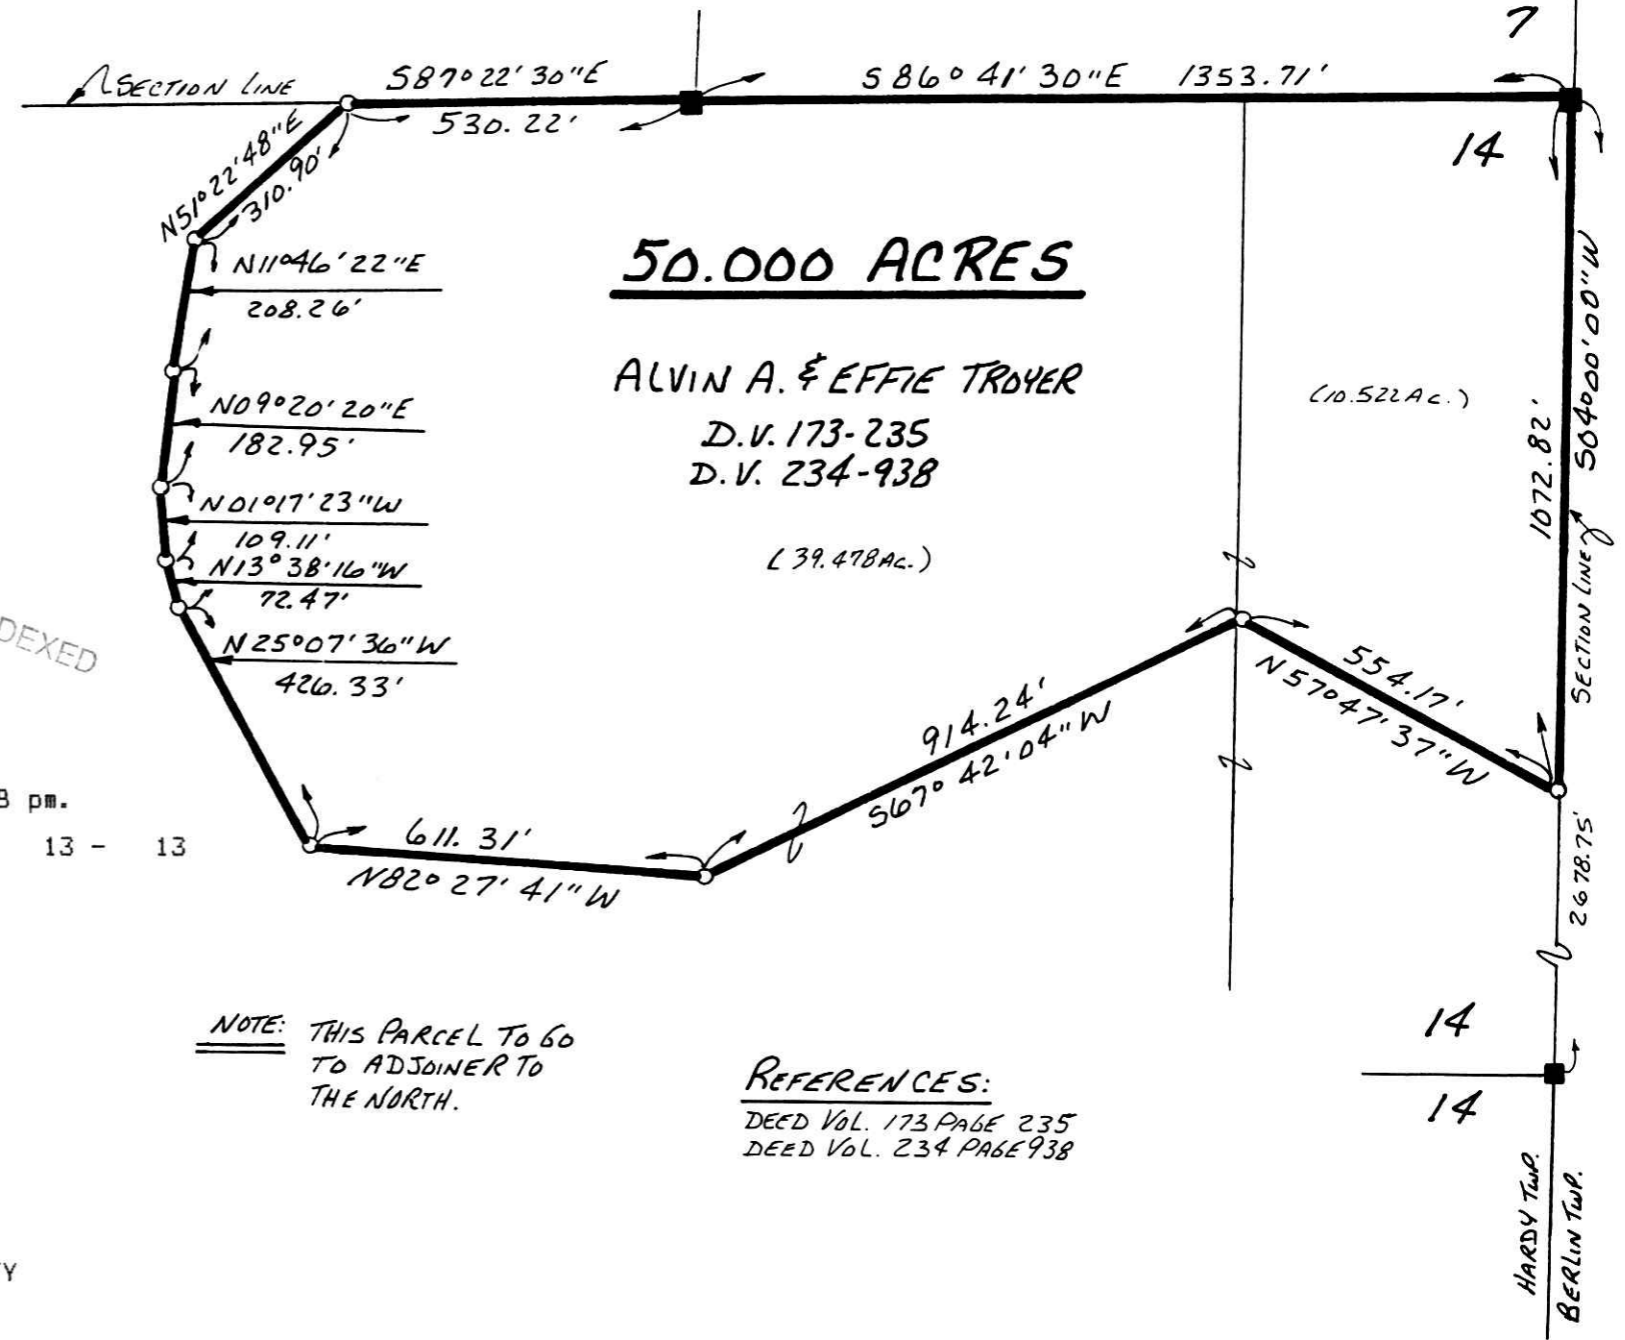 7
SECTION LINE
S87°22'30"E
530.22'
S86°41'30"E 1353.71'
14
N51°22'48"E
310.90'
N11°46'22"E
208.26'
50.000 ACRES
ALVIN A. & EFFIE TROYER
D.V. 173-235
D.V. 234-938
(39.478 Ac.)
(10.522 Ac.)
1072.82'
S04°00'00"W
SECTION LINE
N09°20'20"E
182.95'
N01°17'23"W
109.11'
N13°38'16"W
72.47'
N25°07'36"W
426.33'
DEXED
914.24'
S67°42'04"W
554.17'
N57°47'37"W
pm.
13 - 13
611.31'
N82°27'41"W
2678.75'
NOTE: THIS PARCEL TO GO
TO ADJOINER TO
THE NORTH.
REFERENCES:
DEED VOL. 173 PAGE 235
DEED VOL. 234 PAGE 938
14
14
HARDY TWP.
BERLIN TWP.
Y